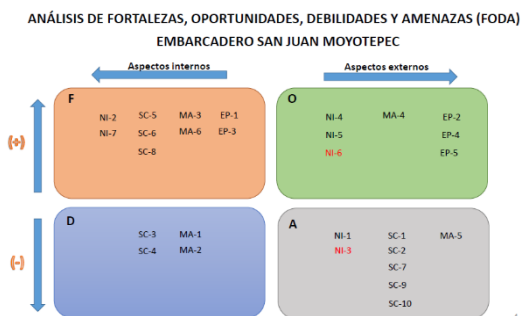 ANÁLISIS DE FORTALEZAS, OPORTUNIDADES, DEBILIDADES Y AMENAZAS (FODA)
EMBARCADERO SAN JUAN MOYOTEPEC
Aspectos internos
Aspectos externos
(+)
F
NI-2 SC-5 MA-3 EP-1
NI-7 SC-6 MA-6 EP-3
SC-8
O
NI-4 MA-4 EP-2
NI-5 EP-4
NI-6 EP-5
(-)
D
SC-3 MA-1
SC-4 MA-2
A
NI-1 SC-1 MA-5
NI-3 SC-2
SC-7
SC-9
SC-10